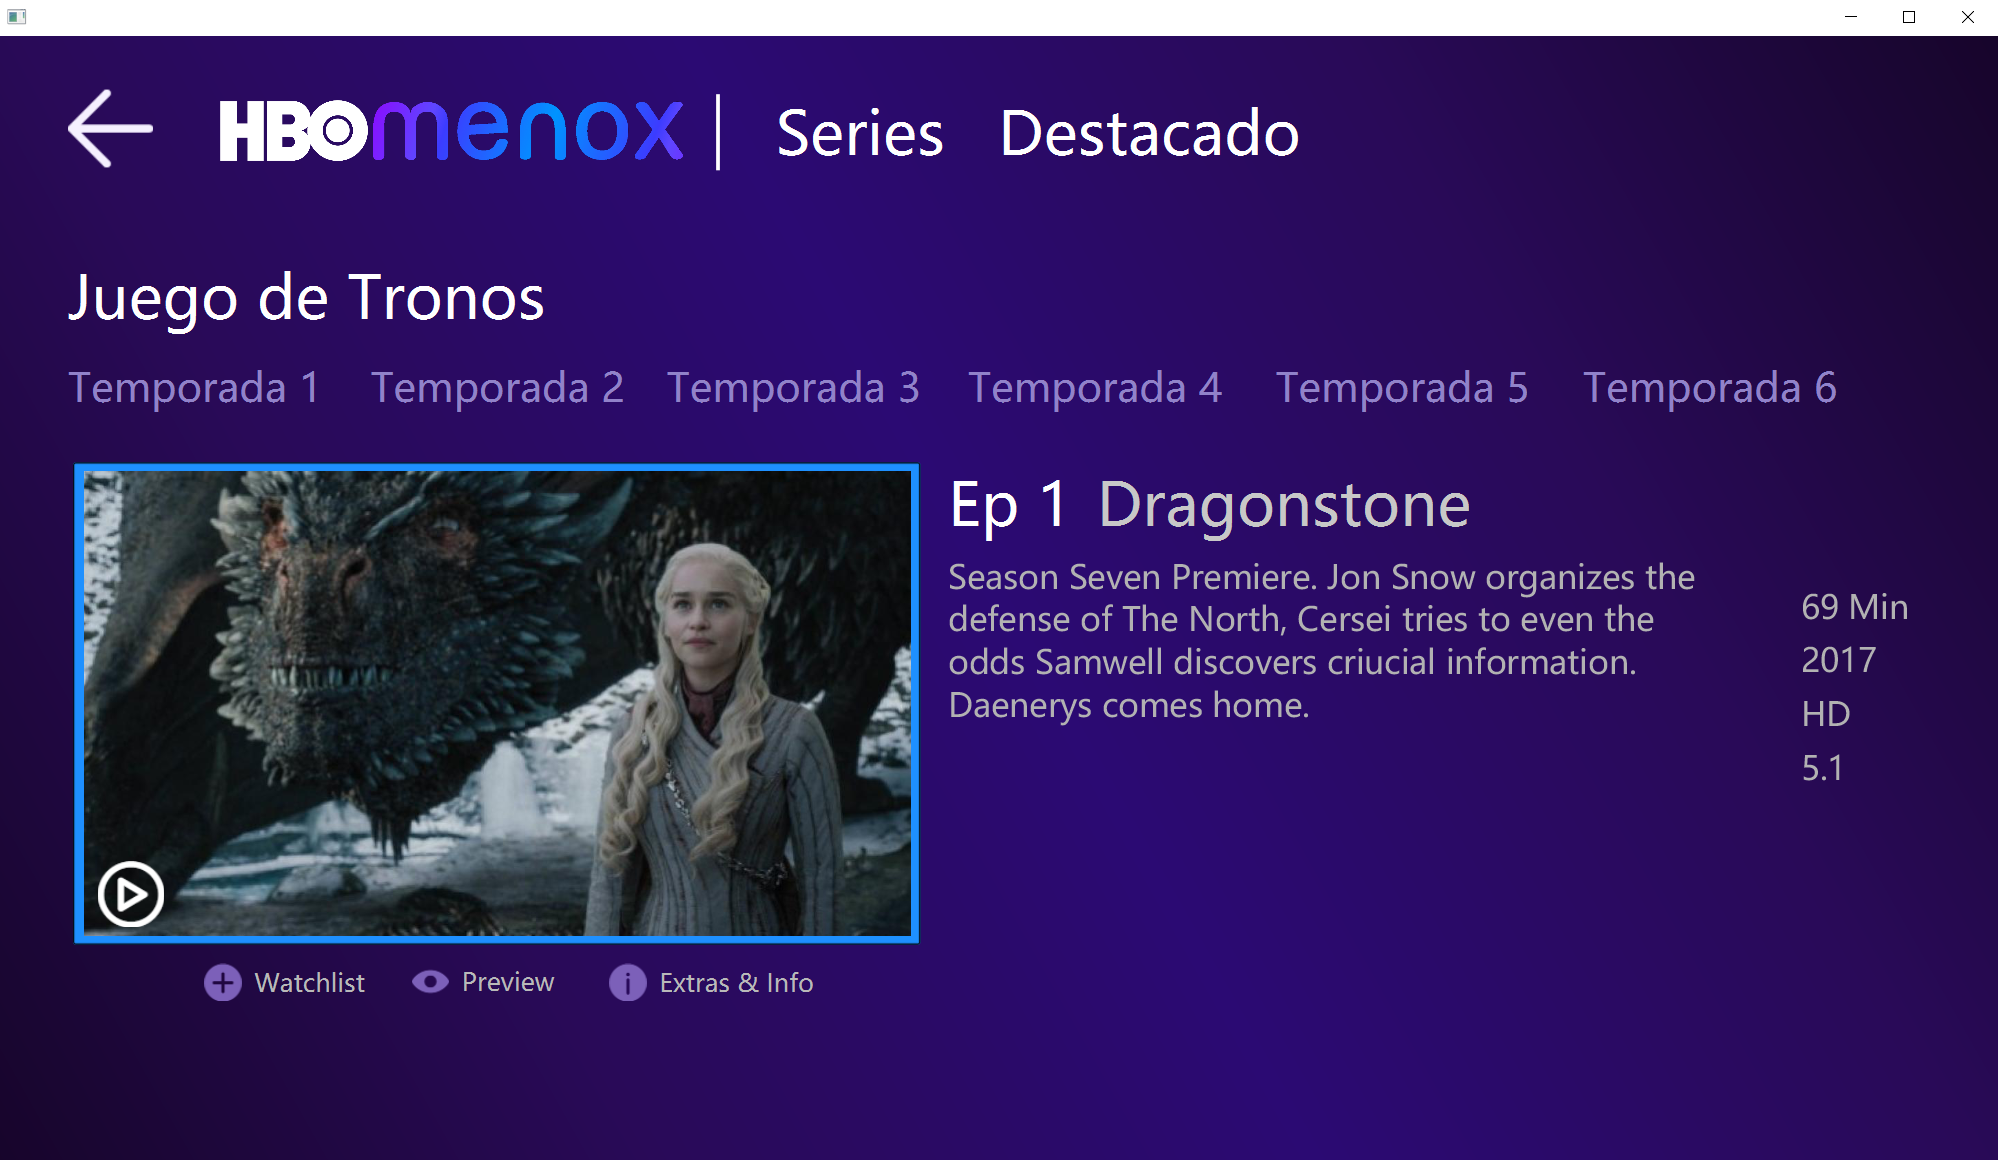 HBOmenox | Series Destacado
Juego de Tronos
Temporada 1 Temporada 2 Temporada 3 Temporada 4 Temporada 5 Temporada 6
Ep 1 Dragonstone
Season Seven Premiere. Jon Snow organizes the
defense of The North, Cersei tries to even the
odds Samwell discovers criucial information.
Daenerys comes home.
69 Min
2017
HD
5.1
Watchlist Preview Extras & Info